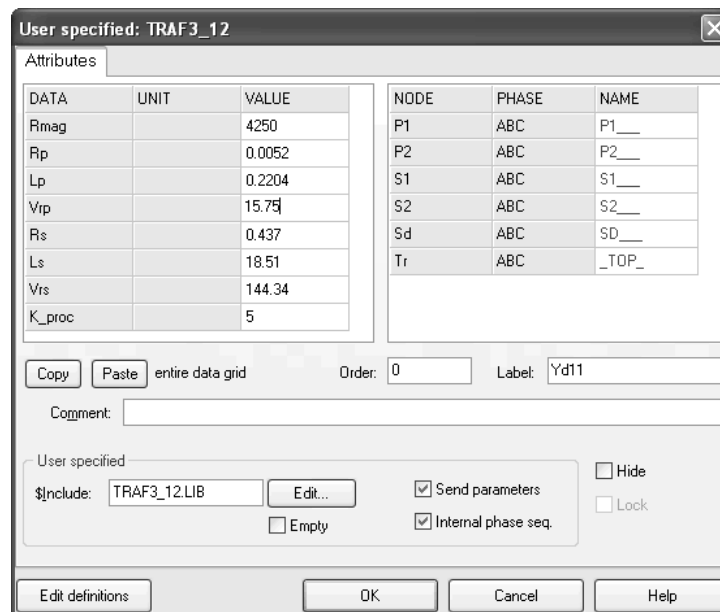 User specified: TRAF3_12
Attributes
DATA UNIT VALUE
Rmag 4250
Rp 0.0052
Lp 0.2204
Vrp 15.75
Rs 0.437
Ls 18.51
Vrs 144.34
K_proc 5
NODE PHASE NAME
P1 ABC P1___
P2 ABC P2___
S1 ABC S1___
S2 ABC S2___
Sd ABC SD___
Tr ABC _TOP_
Copy Paste entire data grid Order: 0 Label: Yd11
Comment:
User specified
$Include: TRAF3_12.LIB Edit... Send parameters
Empty Internal phase seq.
Hide
Lock
Edit definitions OK Cancel Help